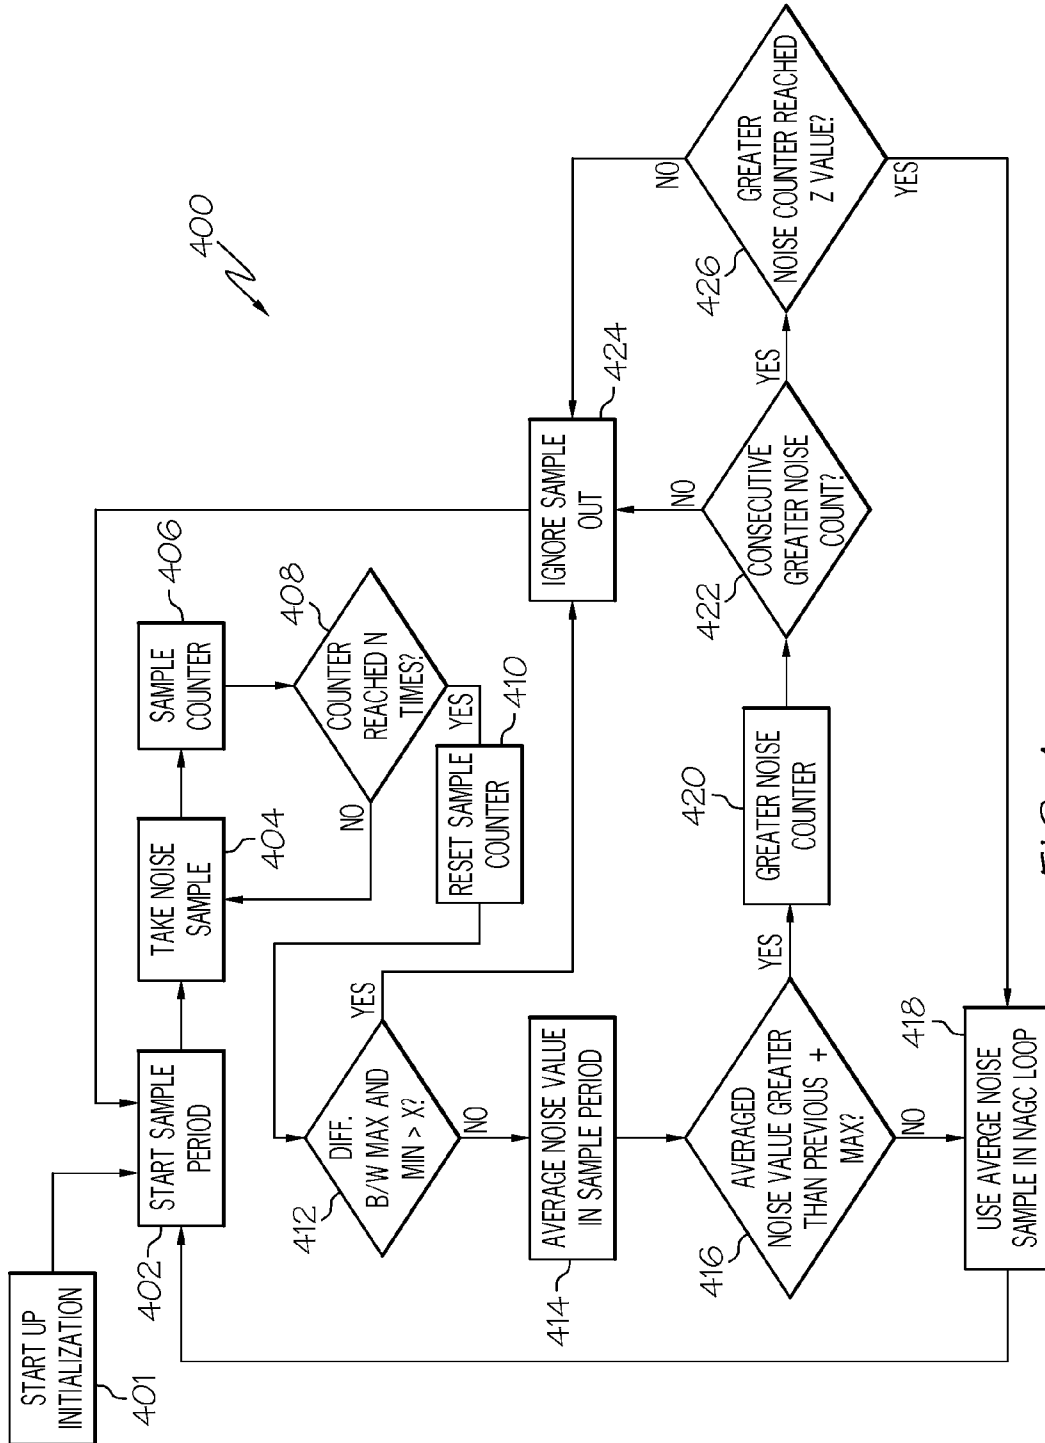 400
START UP
INITIALIZATION
401
START SAMPLE
PERIOD
402
TAKE NOISE
SAMPLE
404
SAMPLE
COUNTER
406
COUNTER
REACHED N
TIMES?
408
NO
YES
RESET SAMPLE
COUNTER
410
DIFF.
B/W MAX AND
MIN > X?
412
YES
NO
AVERAGE NOISE VALUE
IN SAMPLE PERIOD
414
AVERAGED
NOISE VALUE GREATER
THAN PREVIOUS +
MAX?
416
YES
NO
USE AVERGE NOISE
SAMPLE IN NAGC LOOP
418
GREATER NOISE
COUNTER
420
CONSECUTIVE
GREATER NOISE
COUNT?
422
NO
YES
IGNORE SAMPLE
OUT
424
GREATER
NOISE COUNTER REACHED
Z VALUE?
426
NO
YES